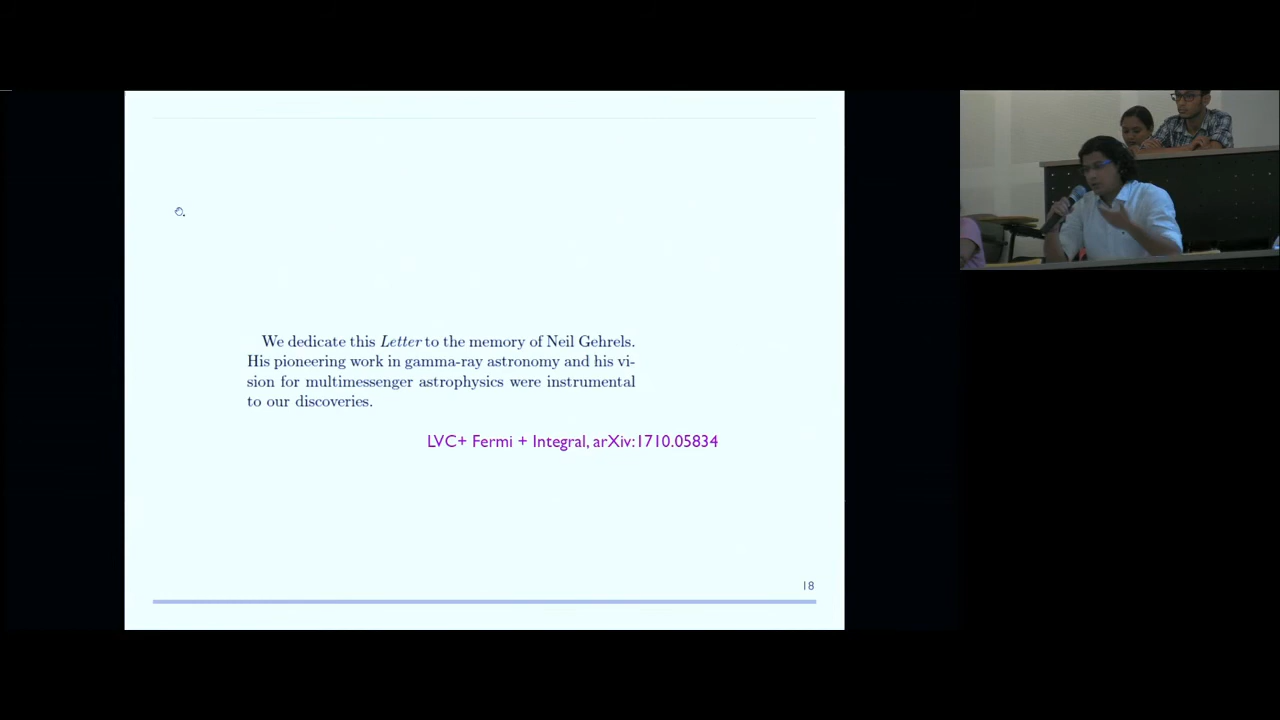 We dedicate this Letter to the memory of Neil Gehrels.
His pioneering work in gamma-ray astronomy and his vi-
sion for multimessenger astrophysics were instrumental
to our discoveries.
LVC+ Fermi + Integral, arXiv:1710.05834
18